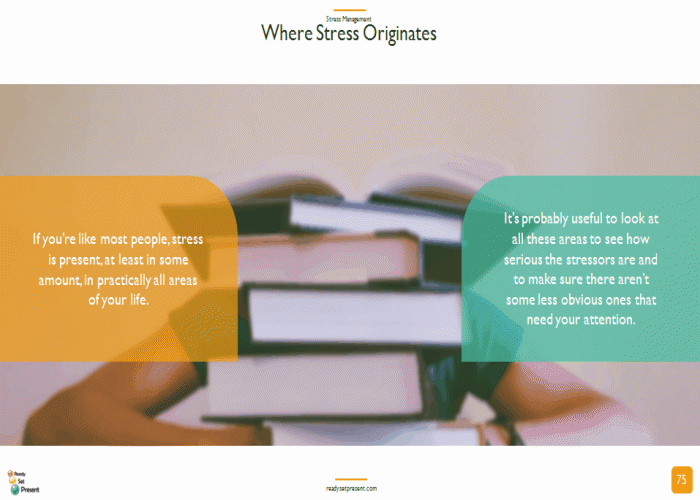 Stress Management
Where Stress Originates
If you're like most people, stress
is present, at least in some
amount, in practically all areas
of your life.
It's probably useful to look at
all these areas to see how
serious the stressors are and
to make sure there aren't
some less obvious ones that
need your attention.
Ready
Set
Present
readysetpresent.com
75